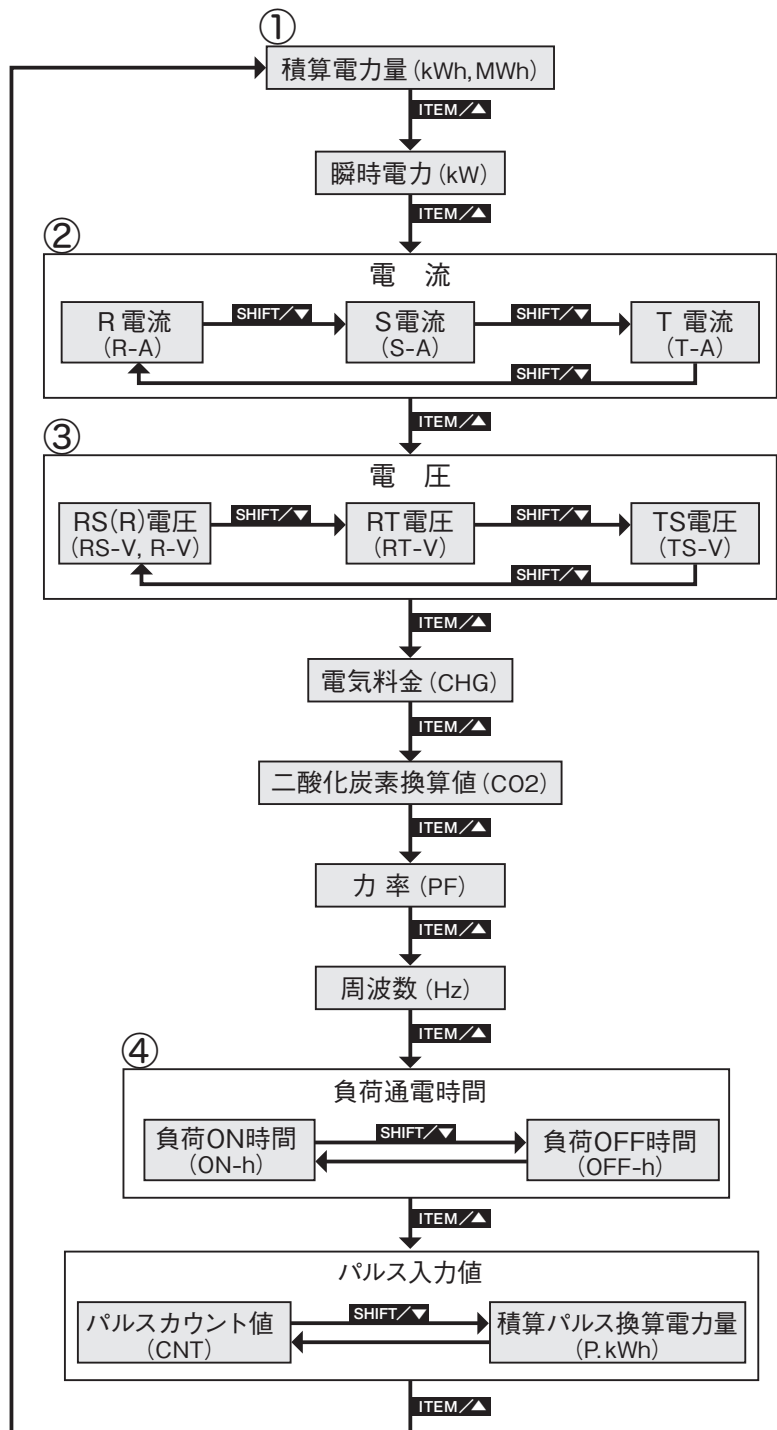 ①
積算電力量(kWh,MWh)
ITEM/▲
瞬時電力(kW)
ITEM/▲
②
電 流
R 電流 SHIFT/▼ S電流 SHIFT/▼ T 電流
(R-A) (S-A) (T-A)
SHIFT/▼
ITEM/▲
③
電 圧
RS(R)電圧 SHIFT/▼ RT電圧 SHIFT/▼ TS電圧
(RS-V, R-V) (RT-V) (TS-V)
SHIFT/▼
ITEM/▲
電気料金(CHG)
ITEM/▲
二酸化炭素換算値(CO2)
ITEM/▲
力 率(PF)
ITEM/▲
周波数(Hz)
ITEM/▲
④
負荷通電時間
負荷ON時間 SHIFT/▼ 負荷OFF時間
(ON-h) (OFF-h)
ITEM/▲
パルス入力値
パルスカウント値 SHIFT/▼ 積算パルス換算電力量
(CNT) (P.kWh)
ITEM/▲